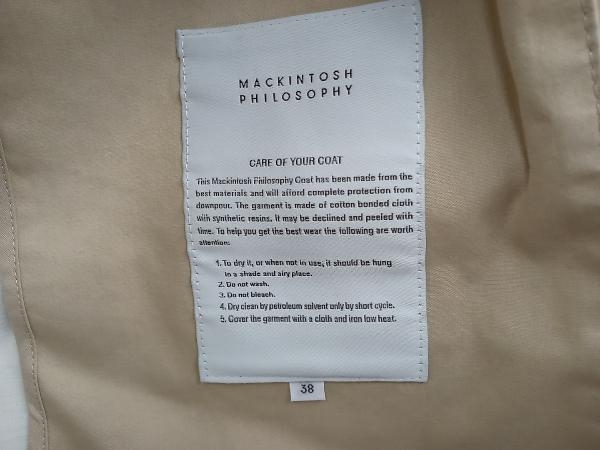 MACKINTOSH
PHILOSOPHY
CARE OF YOUR COAT
This Mackintosh Philosophy Coat has been made from the
best materials and will afford complete protection from
downpour. The garment is made of cotton bonded cloth
with synthetic resins. It may be declined and peeled with
time. To help you get the best wear the following are worth
attention:
1. To dry it, or when not in use, it should be hung
in a shade and airy place.
2. Do not wash.
3. Do not bleach.
4. Dry clean by petroleum solvent only by short cycle.
5. Cover the garment with a cloth and iron low heat.
38